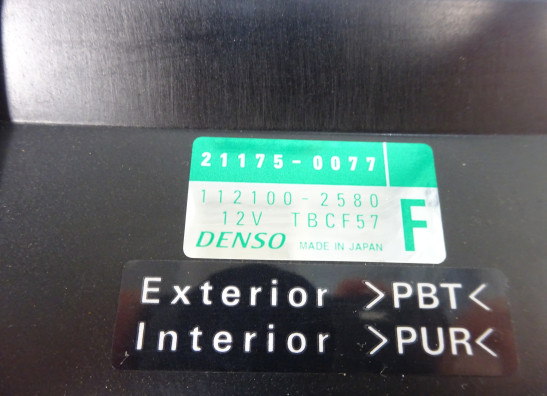 21175-0077
112100-2580
12V TBCF57
F
DENSO MADE IN JAPAN
Exterior >PBT<
Interior >PUR<